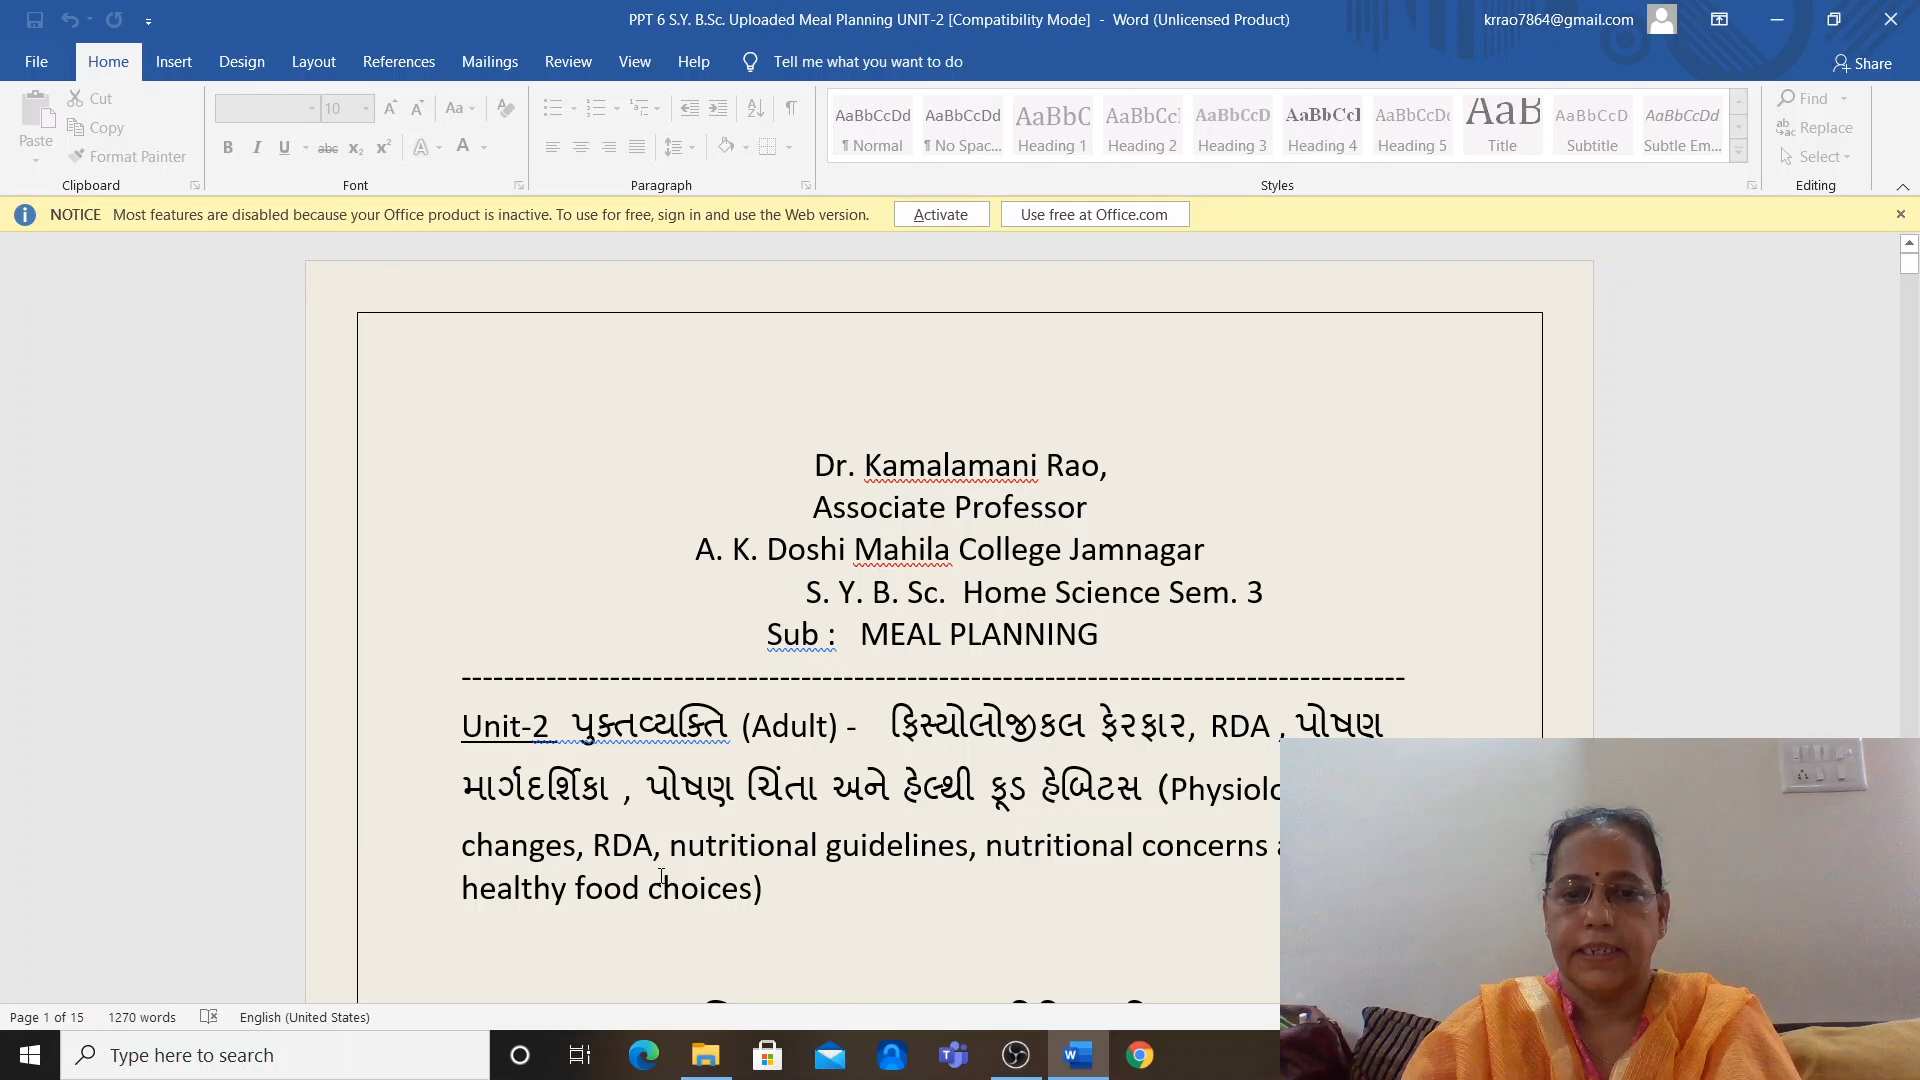 PPT 6 S.Y. B.Sc. Uploaded Meal Planning UNIT-2 [Compatibility Mode] - Word (Unlicensed Product)
krrao7864@gmail.com
File Home Insert Design Layout References Mailings Review View Help Tell me what you want to do
Share
Paste
Cut
Copy
Format Painter
Clipboard
10
Aa
B I U abc x₂ x² A A
Font
Paragraph
AaBbCcDd AaBbCcDd AaBbC AaBbCcI AaBbCcD AaBbCcI AaBbCcDc AaB AaBbCcD AaBbCcDd
¶ Normal ¶ No Spac... Heading 1 Heading 2 Heading 3 Heading 4 Heading 5 Title Subtitle Subtle Em...
Styles
Find
Replace
Select
Editing
NOTICE Most features are disabled because your Office product is inactive. To use for free, sign in and use the Web version. Activate Use free at Office.com
Dr. Kamalamani Rao,
Associate Professor
A. K. Doshi Mahila College Jamnagar
S. Y. B. Sc. Home Science Sem. 3
Sub : MEAL PLANNING
--------------------------------------------------------------------------------
Unit-2 પુક્તવ્યક્તિ (Adult) - ફિસ્યોલોજીકલ ફેરફાર, RDA , પોષણ
માર્ગદર્શિકા , પોષણ ચિંતા અને હેલ્થી ફૂડ હેબિટસ (Physiolo
changes, RDA, nutritional guidelines, nutritional concerns
healthy food choices)
Page 1 of 15 1270 words English (United States)
Type here to search